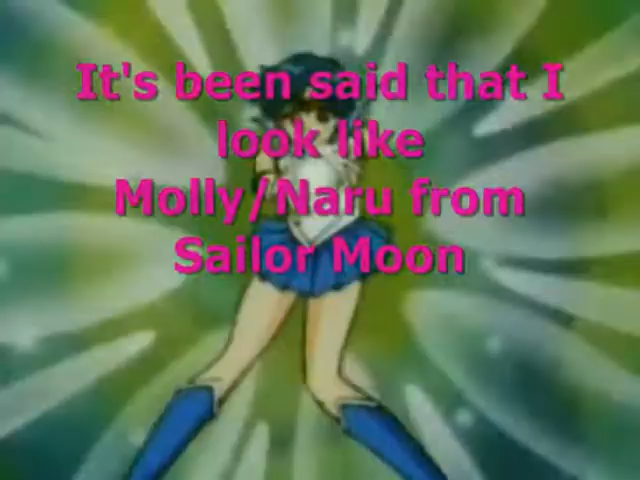 It's been said that I
look like
Molly/Naru from
Sailor Moon